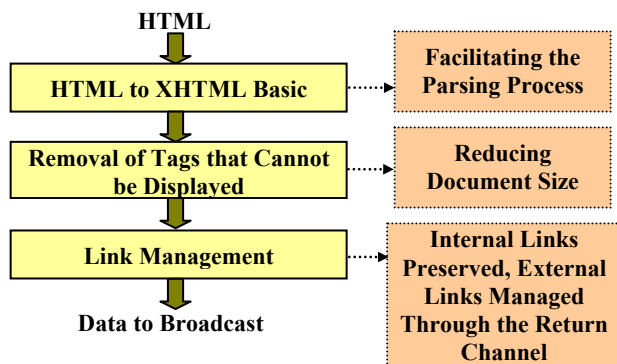 HTML
HTML to XHTML Basic
Facilitating the
Parsing Process
Removal of Tags that Cannot
be Displayed
Reducing
Document Size
Link Management
Internal Links
Preserved, External
Links Managed
Through the Return
Channel
Data to Broadcast